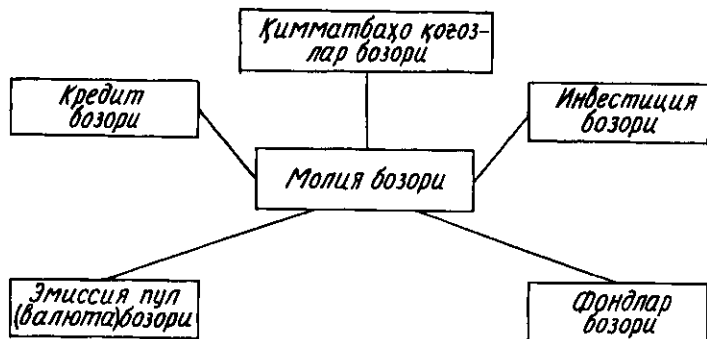 Қимматбаҳо қоғоз-
лар бозори
Кредит
бозори
Инвестиция
бозори
Молия бозори
Эмиссия пул
(валюта) бозори
Фондлар
бозори